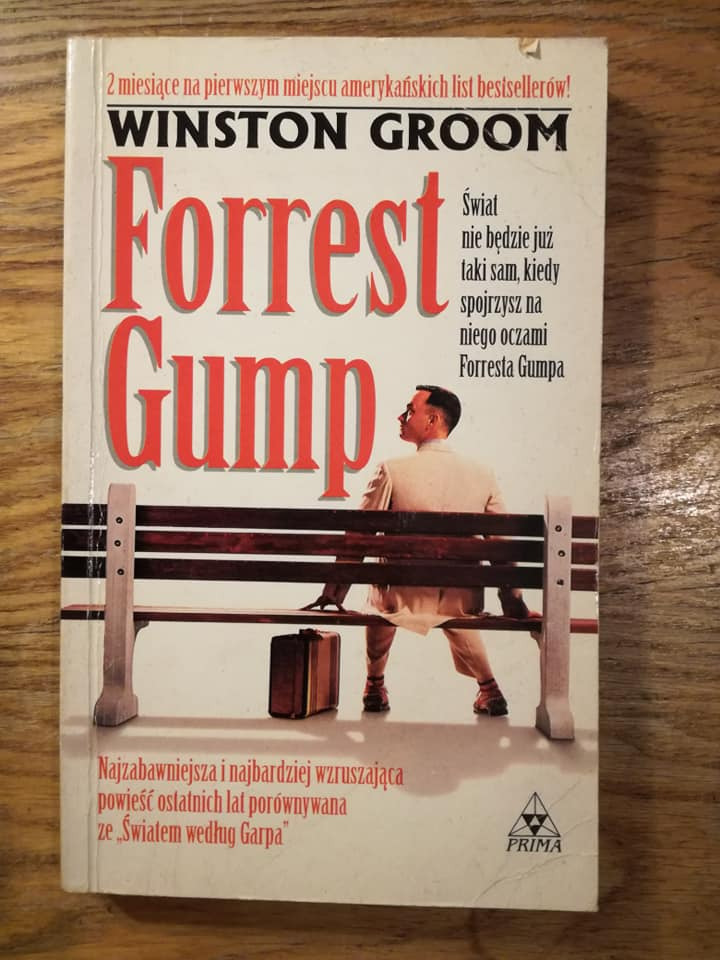 2 miesiące na pierwszym miejscu amerykańskich list bestsellerów!
WINSTON GROOM
Forrest
Gump
Świat
nie będzie już
taki sam, kiedy
spojrzysz na
niego oczami
Forresta Gumpa
Najzabawniejsza i najbardziej wzruszająca
powieść ostatnich lat porównywana
ze „Światem według Garpa"
PRIMA